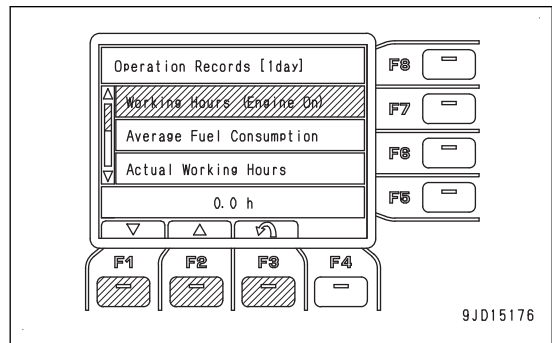 Operation Records [1day]
Working Hours (Engine On)
Average Fuel Consumption
Actual Working Hours
0.0 h
F8
F7
F6
F5
F1 F2 F3 F4
9JD15176